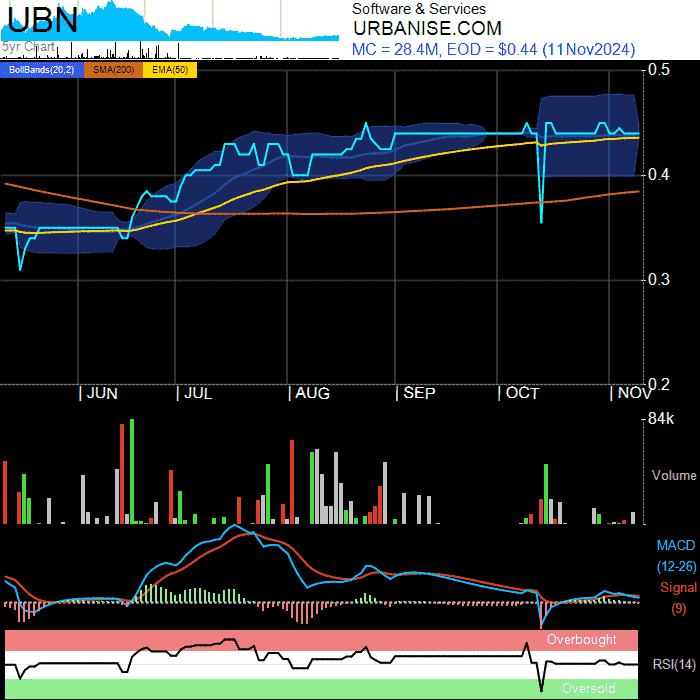 UBN
5yr Chart
Software & Services
URBANISE.COM
MC = 28.4M, EOD = $0.44 (11Nov2024)
BollBands(20,2) SMA(200) EMA(50)
0.5
0.4
0.3
0.2
JUN JUL AUG SEP OCT NOV
84k
Volume
MACD
(12-26)
Signal
(9)
Overbought
RSI(14)
Oversold